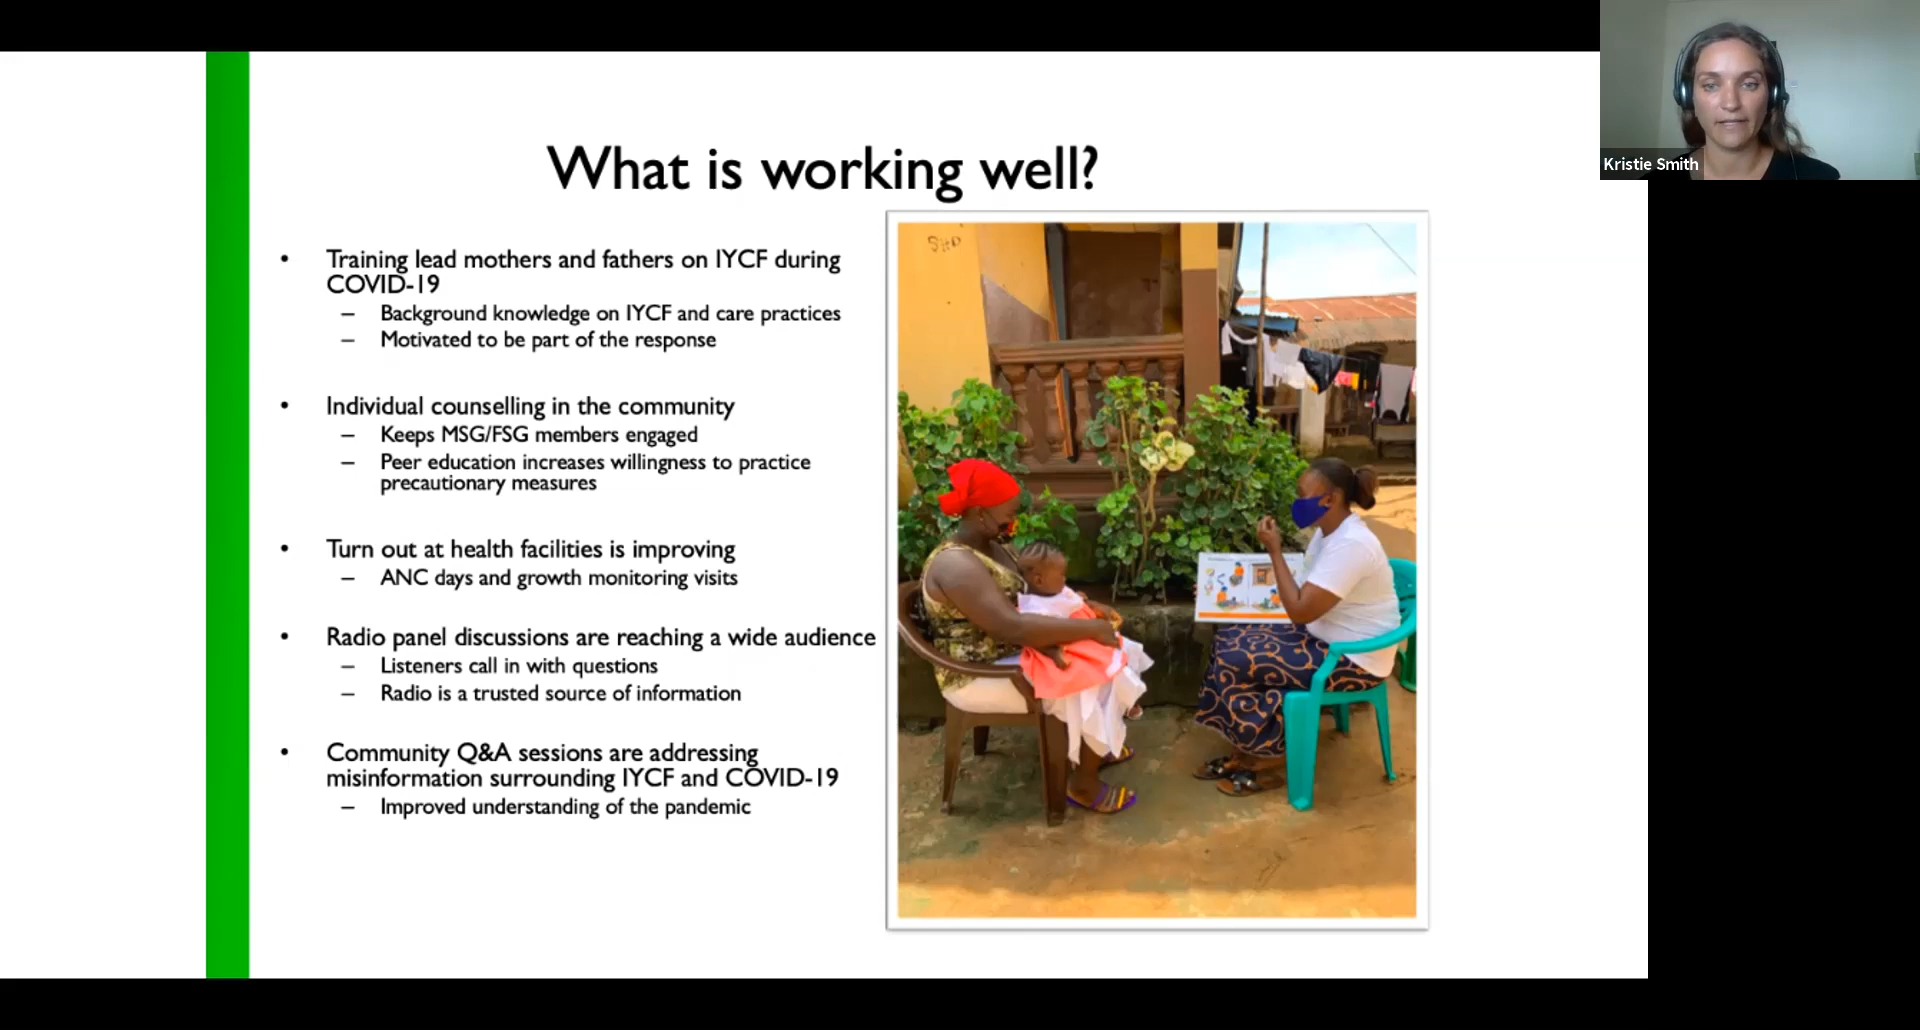 Kristie Smith
What is working well?
• Training lead mothers and fathers on IYCF during
COVID-19
– Background knowledge on IYCF and care practices
– Motivated to be part of the response
• Individual counselling in the community
– Keeps MSG/FSG members engaged
– Peer education increases willingness to practice
precautionary measures
• Turn out at health facilities is improving
– ANC days and growth monitoring visits
• Radio panel discussions are reaching a wide audience
– Listeners call in with questions
– Radio is a trusted source of information
• Community Q&A sessions are addressing
misinformation surrounding IYCF and COVID-19
– Improved understanding of the pandemic